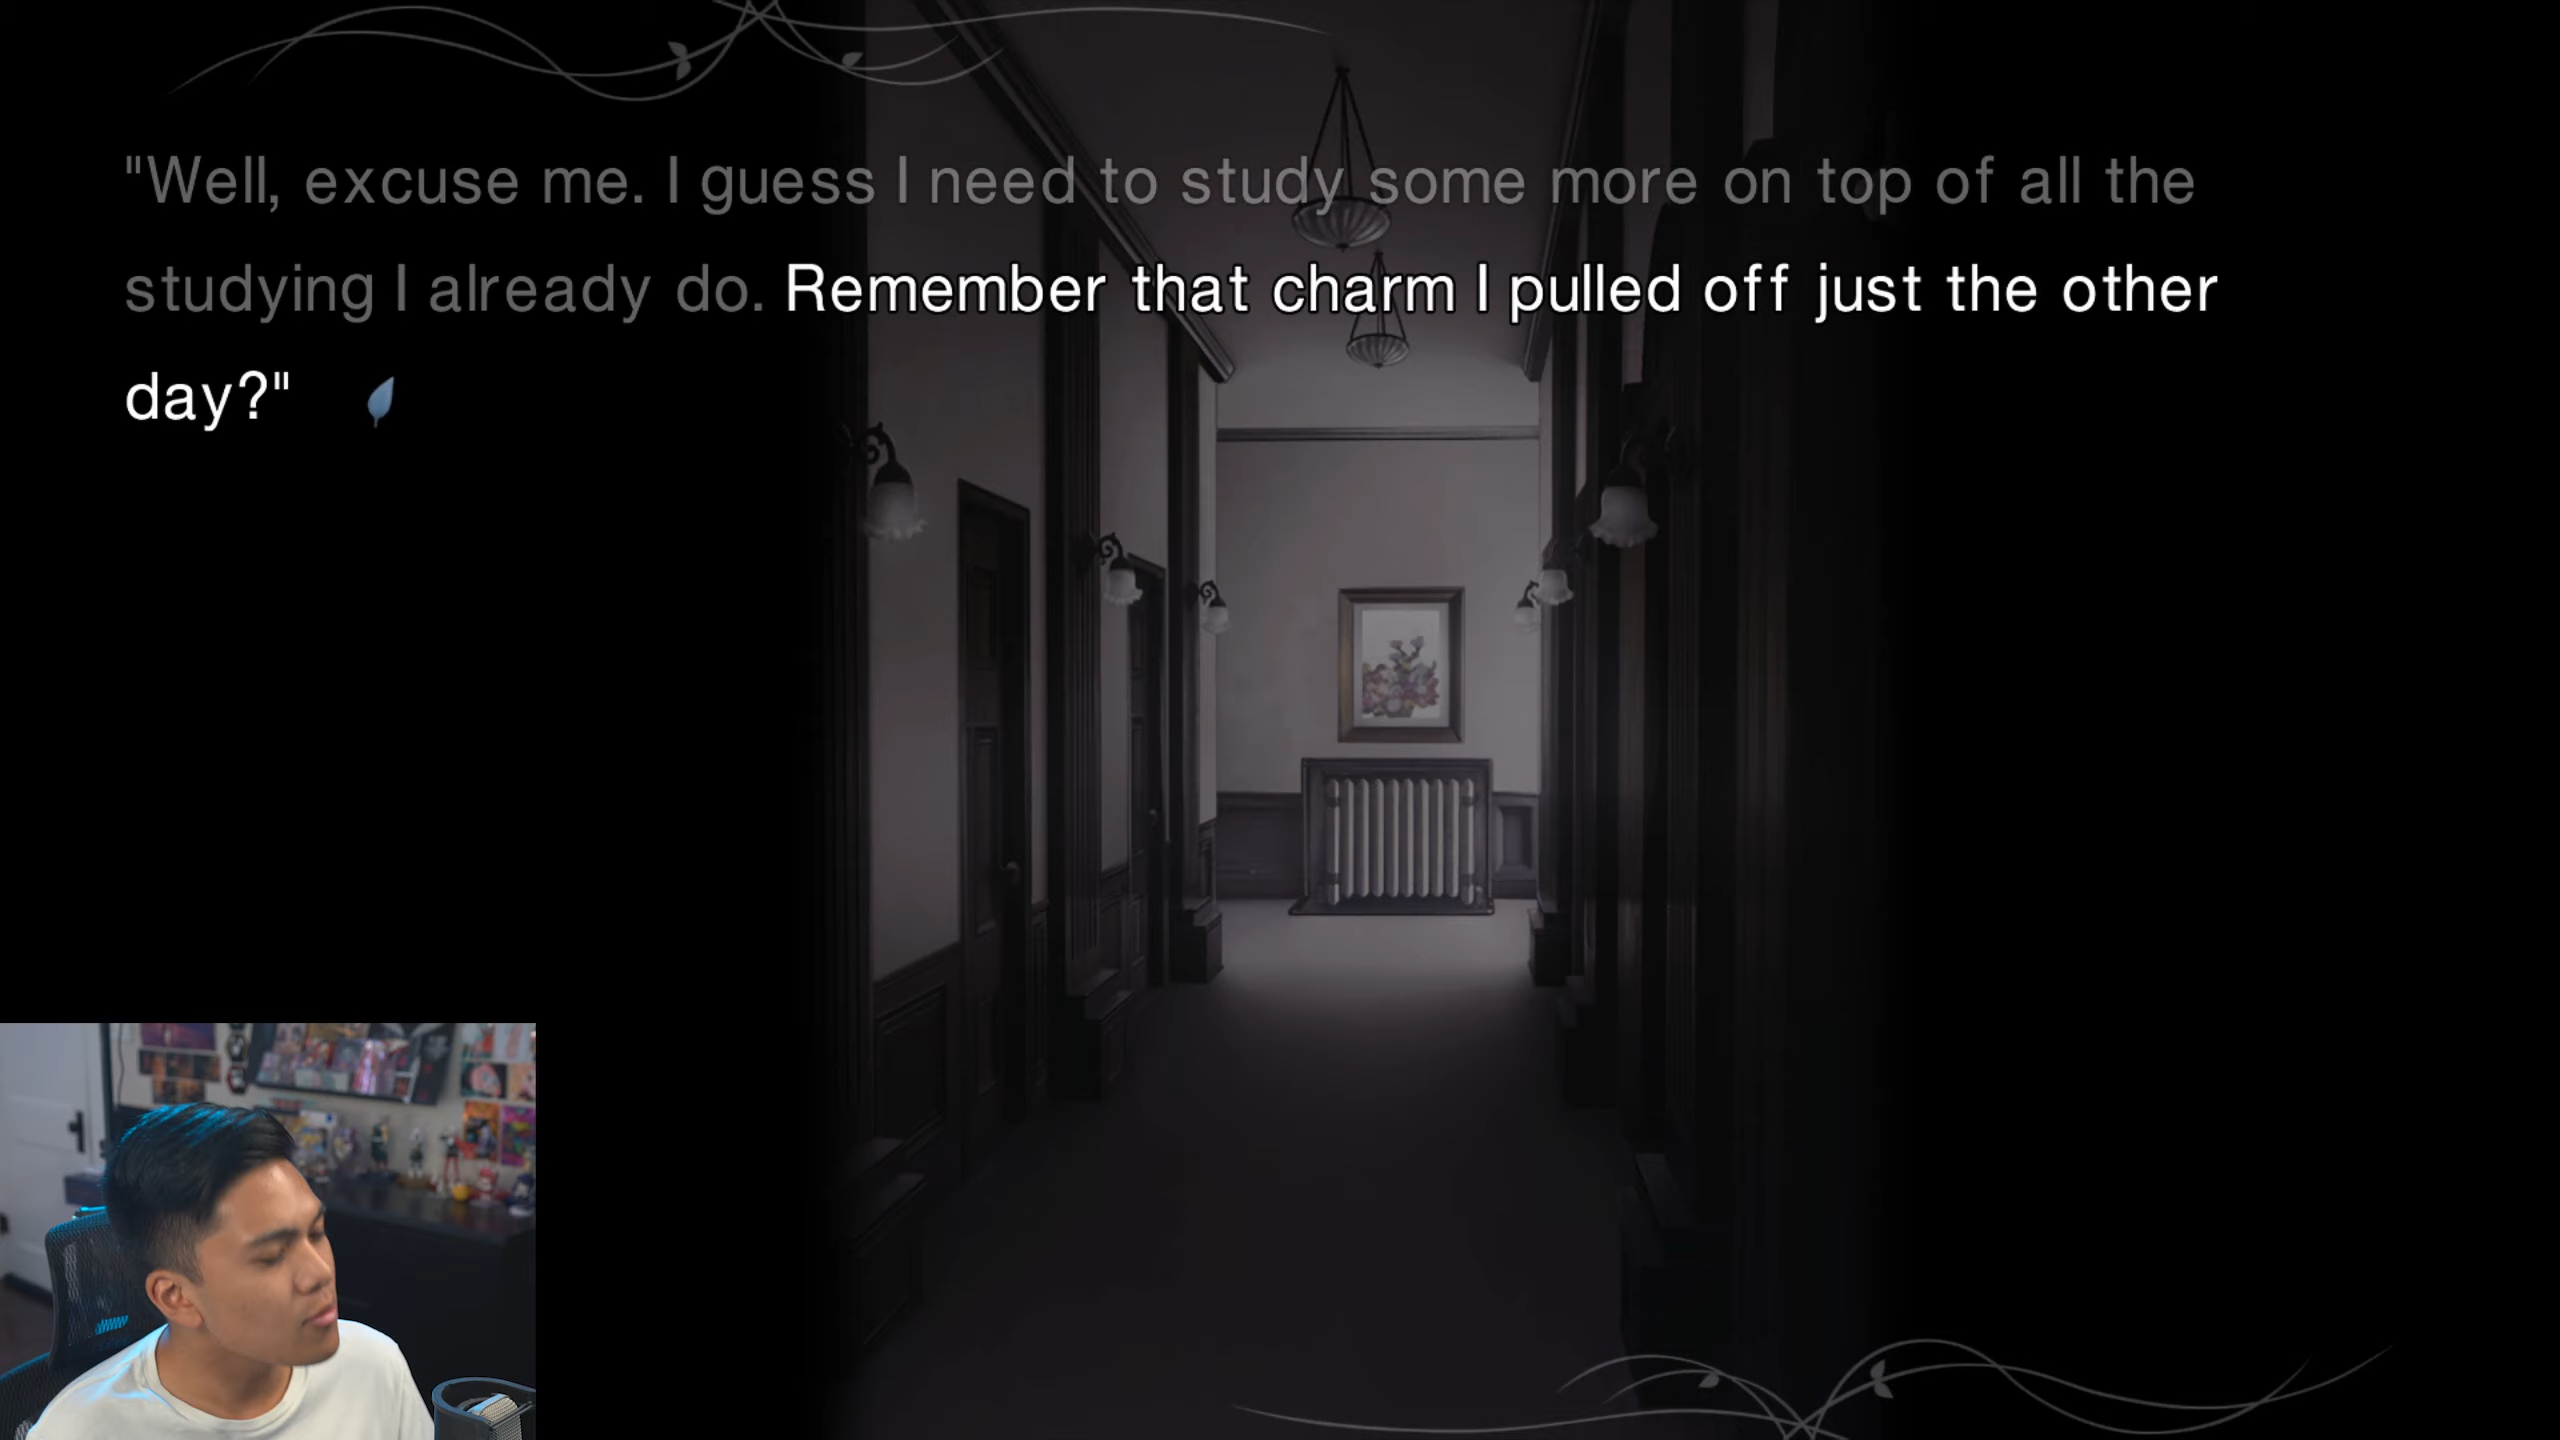 "Well, excuse me. I guess I need to study some more on top of all the
studying I already do. Remember that charm I pulled off just the other
day?"